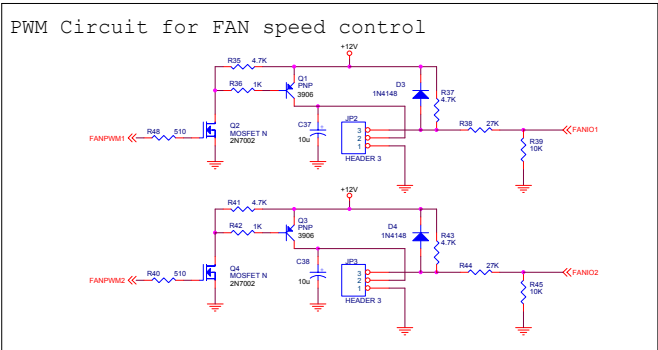 PWM Circuit for FAN speed control
+12V
R35 4.7K
R36 1K
Q1
PNP
3906
D3
1N4148
R37
4.7K
Q2
MOSFET N
2N7002
C37
10u
+
JP2
3
2
1
HEADER 3
R38 27K
FANIO1
R39
10K
FANPWM1
R48 510
+12V
R41 4.7K
R42 1K
Q3
PNP
3906
D4
1N4148
R43
4.7K
Q4
MOSFET N
2N7002
C38
10u
+
JP3
3
2
1
HEADER 3
R44 27K
FANIO2
R45
10K
FANPWM2
R40 510